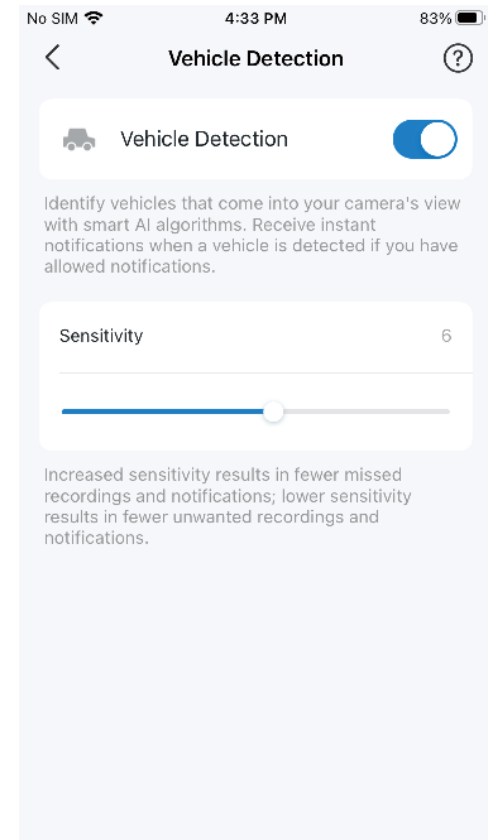 No SIM 4:33 PM 83%
Vehicle Detection ?
Vehicle Detection
Identify vehicles that come into your camera's view
with smart AI algorithms. Receive instant
notifications when a vehicle is detected if you have
allowed notifications.
Sensitivity 6
Increased sensitivity results in fewer missed
recordings and notifications; lower sensitivity
results in fewer unwanted recordings and
notifications.